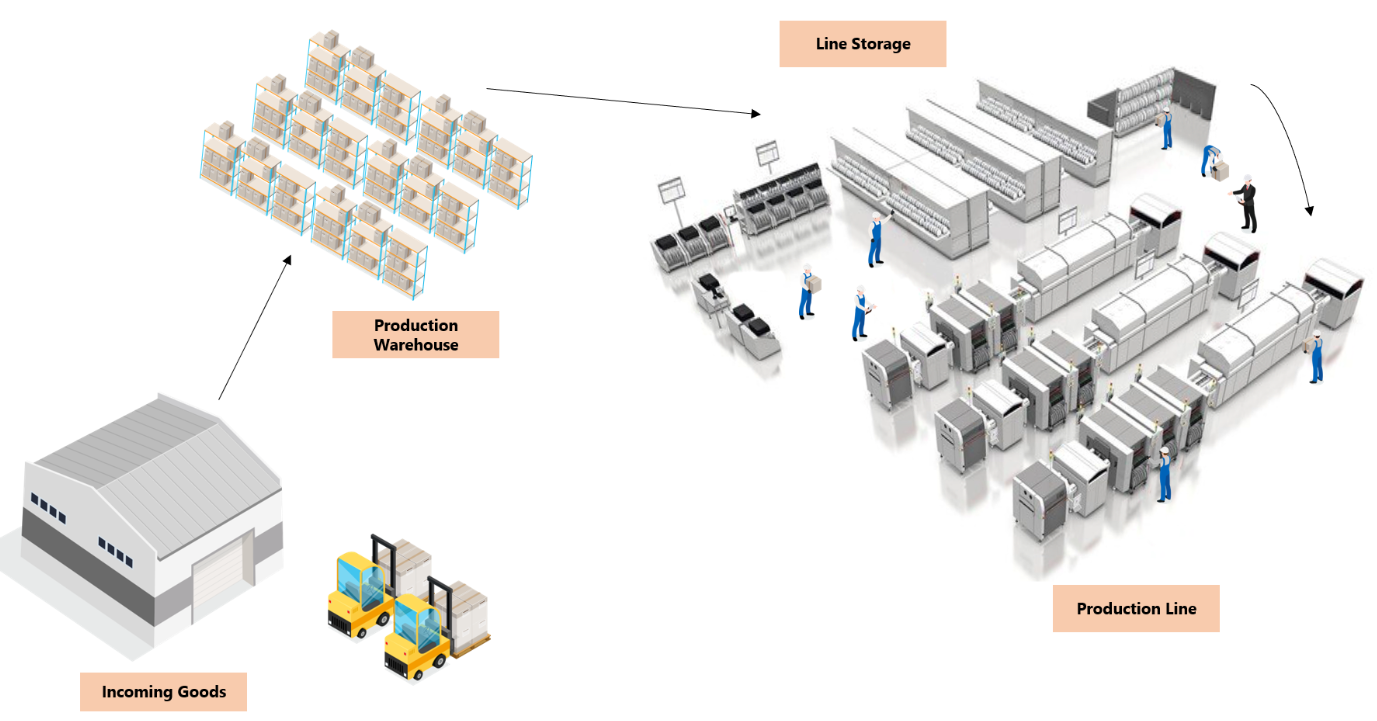 Line Storage
Production
Warehouse
Production Line
Incoming Goods